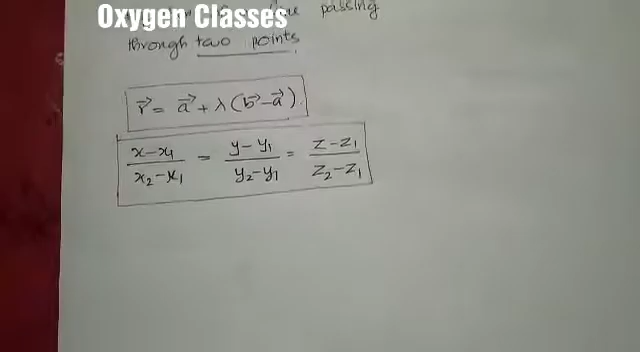 Oxygen Classes
passing
through two points
r⃗ = a⃗ + λ (b⃗ – a⃗)
x – x₁ / x₂ – x₁ = y – y₁ / y₂ – y₁ = z – z₁ / z₂ – z₁